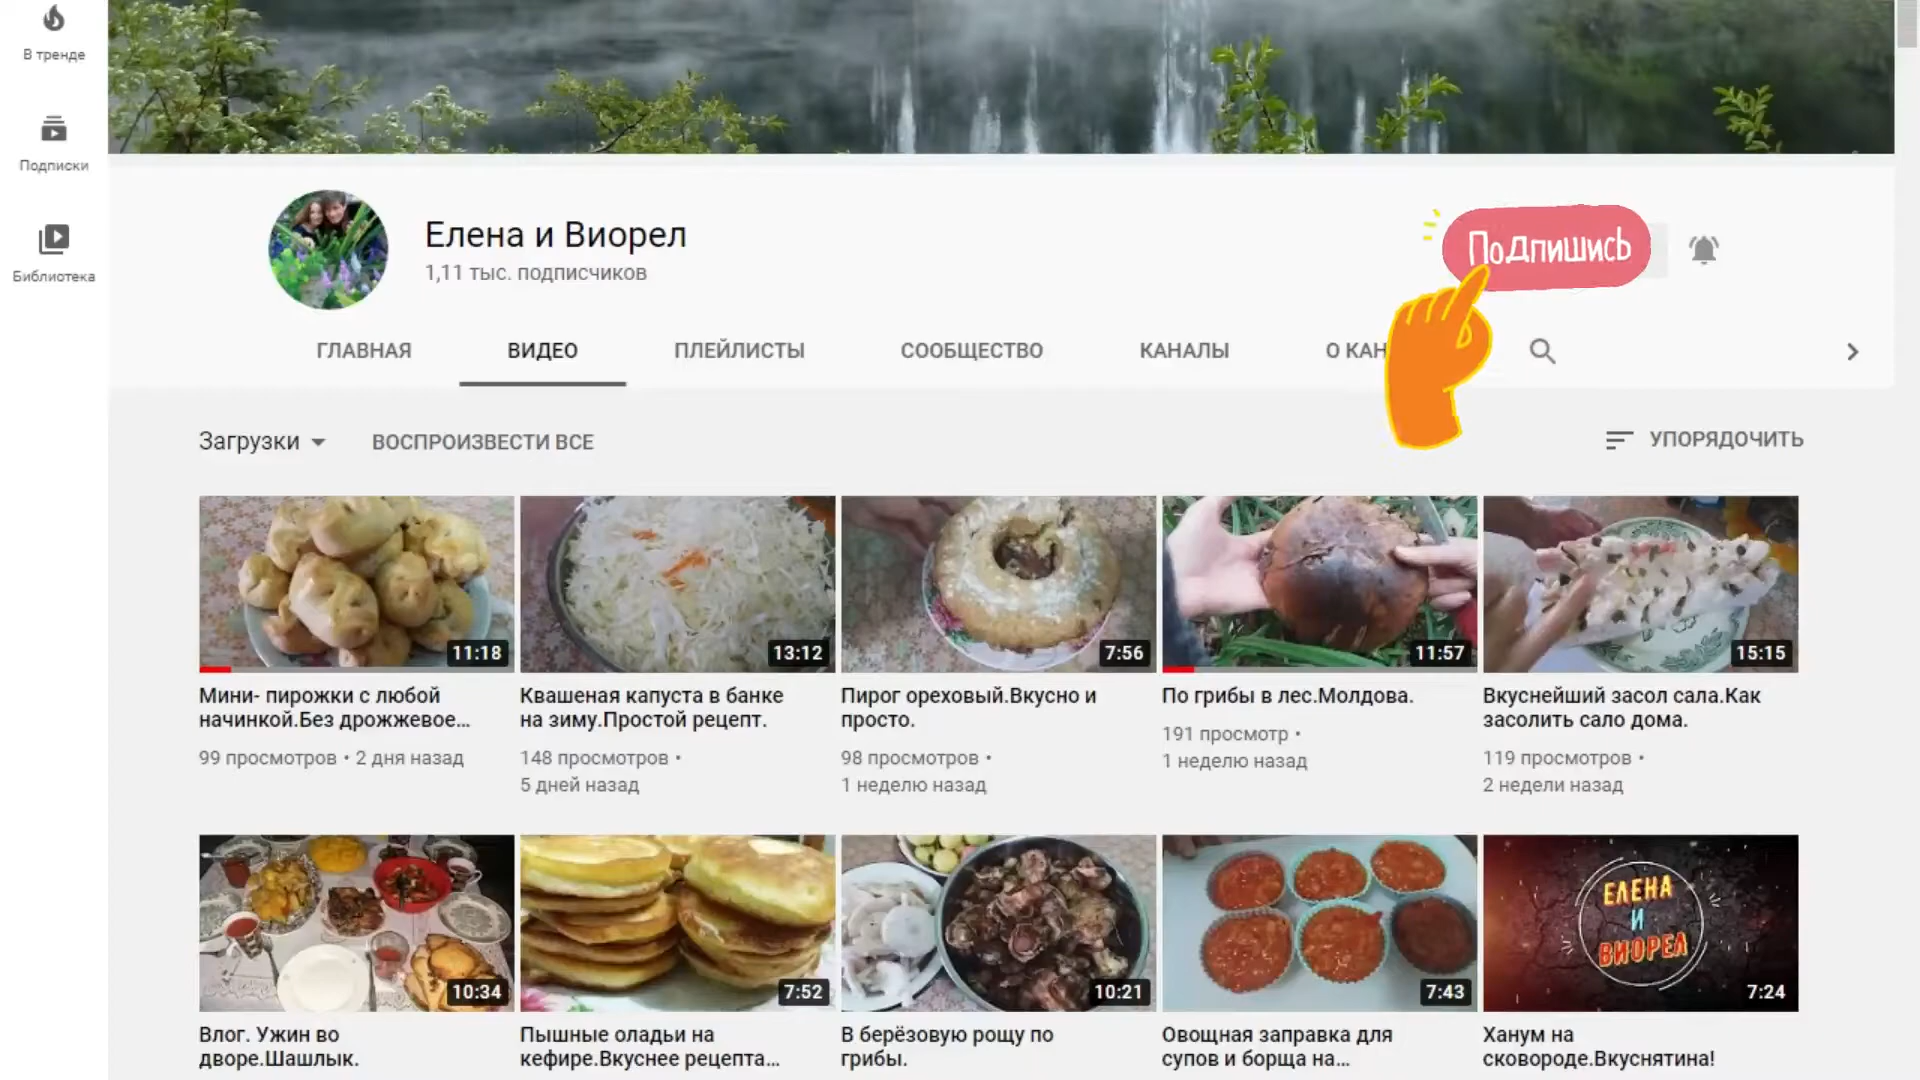 В тренде
Подписки
Библиотека
Елена и Виорел
1,11 тыс. подписчиков
Подпишись
ГЛАВНАЯ ВИДЕО ПЛЕЙЛИСТЫ СООБЩЕСТВО КАНАЛЫ О КАН
Загрузки ВОСПРОИЗВЕСТИ ВСЕ УПОРЯДОЧИТЬ
11:18
Мини- пирожки с любой
начинкой.Без дрожжевое...
99 просмотров • 2 дня назад
13:12
Квашеная капуста в банке
на зиму.Простой рецепт.
148 просмотров •
5 дней назад
7:56
Пирог ореховый.Вкусно и
просто.
98 просмотров •
1 неделю назад
11:57
По грибы в лес.Молдова.
191 просмотр •
1 неделю назад
15:15
Вкуснейший засол сала.Как
засолить сало дома.
119 просмотров •
2 недели назад
10:34
Влог. Ужин во
дворе.Шашлык.
7:52
Пышные оладьи на
кефире.Вкуснее рецепта...
10:21
В берёзовую рощу по
грибы.
7:43
Овощная заправка для
супов и борща на...
ЕЛЕНА
И
ВИОРЕЛ
7:24
Ханум на
сковороде.Вкуснятина!